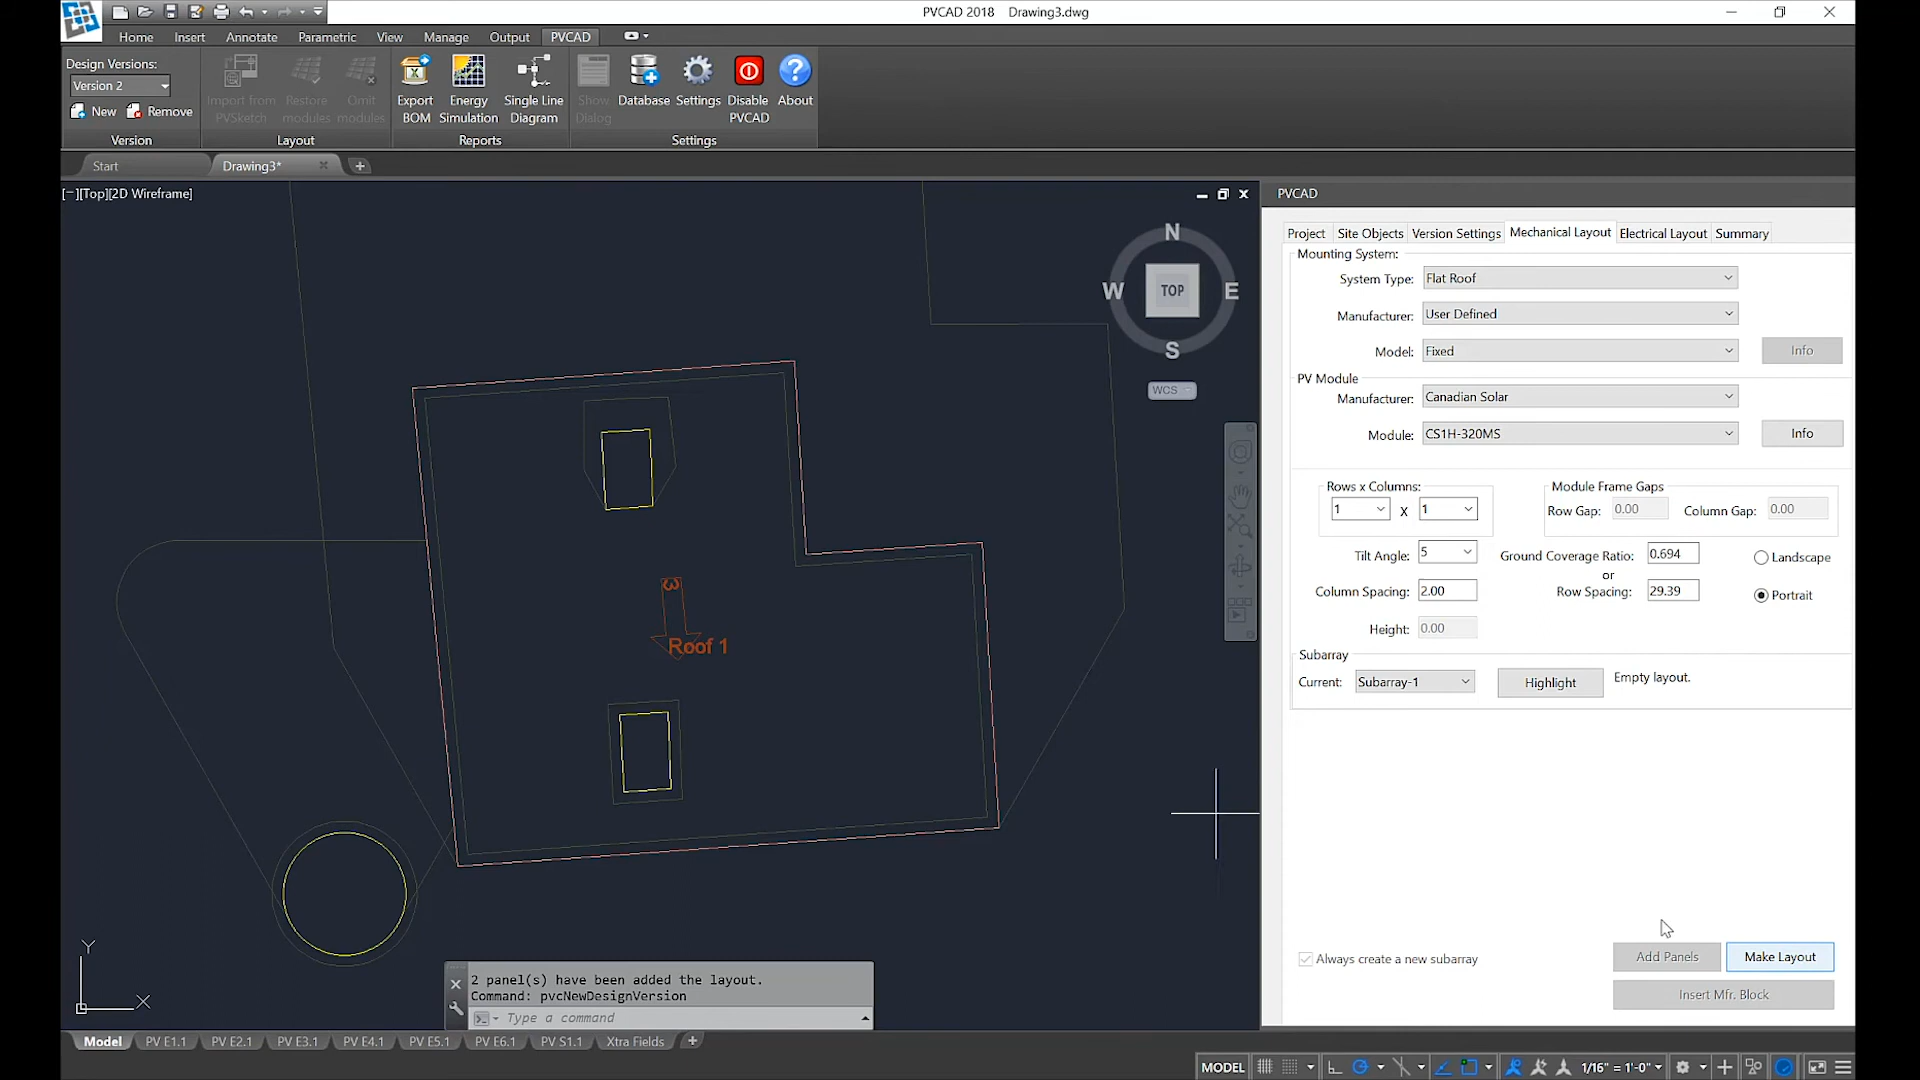 PVCAD 2018 Drawing3.dwg
Home Insert Annotate Parametric View Manage Output PVCAD
Design Versions:
Version 2
New Remove
Version
Import from PVSketch
Restore modules
Omit modules
Layout
Export BOM
Energy Simulation
Single Line Diagram
Reports
Show Dialog
Database
Settings
Disable PVCAD
About
Settings
Start Drawing3*
[−][Top][2D Wireframe]
N
W TOP E
S
WCS
3
Roof 1
Y
X
2 panel(s) have been added the layout.
Command: pvcNewDesignVersion
Type a command
PVCAD
Project Site Objects Version Settings Mechanical Layout Electrical Layout Summary
Mounting System:
System Type: Flat Roof
Manufacturer: User Defined
Model: Fixed Info
PV Module
Manufacturer: Canadian Solar
Module: CS1H-320MS Info
Rows x Columns: Module Frame Gaps
1 X 1 Row Gap: 0.00 Column Gap: 0.00
Tilt Angle: 5 Ground Coverage Ratio: 0.694 Landscape
or
Column Spacing: 2.00 Row Spacing: 29.39 Portrait
Height: 0.00
Subarray
Current: Subarray-1 Highlight Empty layout.
Always create a new subarray Add Panels Make Layout
Insert Mfr. Block
Model PV E1.1 PV E2.1 PV E3.1 PV E4.1 PV E5.1 PV E6.1 PV S1.1 Xtra Fields
MODEL 1/16" = 1'-0"